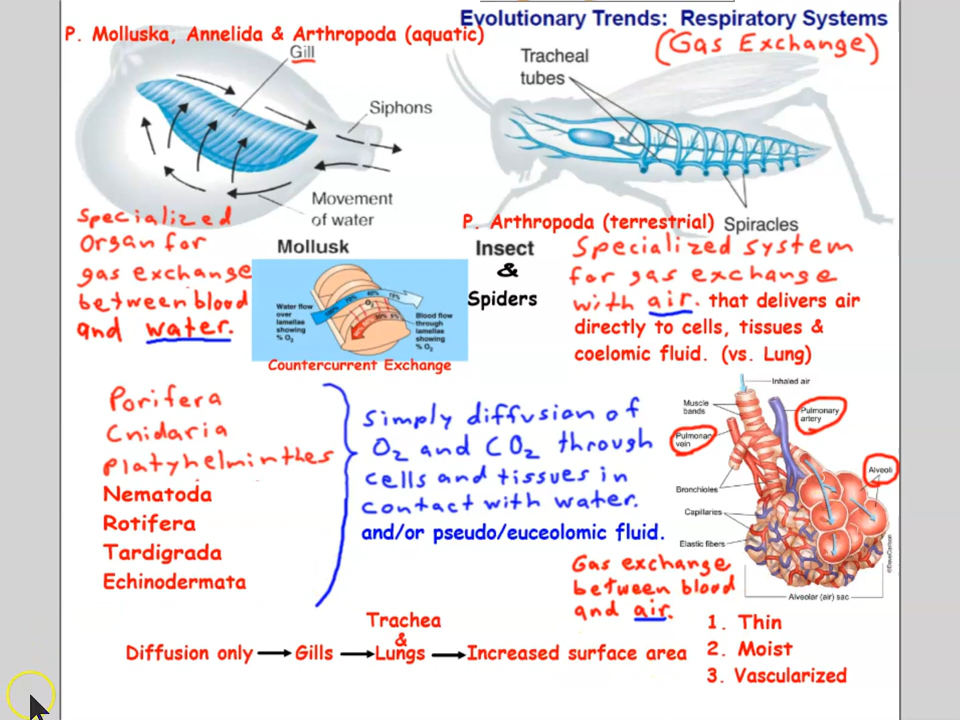 Evolutionary Trends: Respiratory Systems
(Gas Exchange)
P. Molluska, Annelida & Arthropoda (aquatic)
Gill
Siphons
Movement
of water
Mollusk
Specialized
Organ for
gas exchange
between blood
and water.
Tracheal
tubes
Spiracles
P. Arthropoda (terrestrial)
Insect
&
Spiders
Specialized system
for gas exchange
with air. that delivers air
directly to cells, tissues &
coelomic fluid. (vs. Lung)
Water flow
over
lamellae
showing
% O2
Blood flow
through
lamellae
showing
% O2
Countercurrent Exchange
Porifera
Cnidaria
Platyhelminthes
Nematoda
Rotifera
Tardigrada
Echinodermata
Simply diffusion of
O2 and CO2 through
cells and tissues in
contact with water.
and/or pseudo/euceolomic fluid.
Inhaled air
Muscle
bands
Pulmonary
artery
Pulmonary
vein
Alveoli
Bronchioles
Capillaries
Elastic fibers
Alveolar (air) sac
Gas exchange
between blood
and air.
1. Thin
2. Moist
3. Vascularized
Trachea
&
Diffusion only Gills Lungs Increased surface area